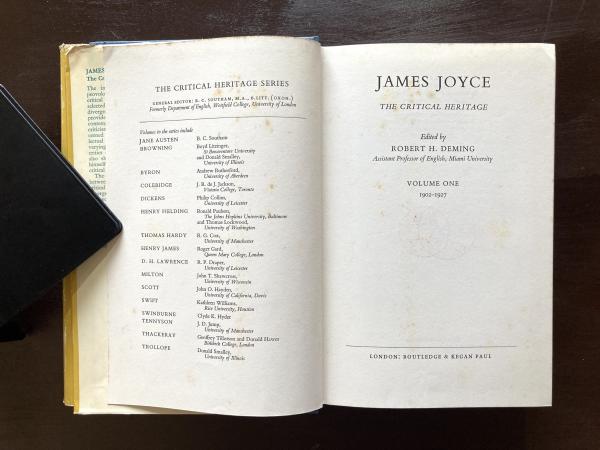 JAMES
The Cr
THE CRITICAL HERITAGE SERIES
GENERAL EDITOR: B. C. SOUTHAM, M.A., B.LITT. (OXON.)
Formerly Department of English, Westfield College, University of London
Volumes in the series include
JANE AUSTEN B. C. Southam
BROWNING Boyd Litzinger,
St Bonaventure University
and Donald Smalley,
University of Illinois
BYRON Andrew Rutherford,
University of Aberdeen
COLERIDGE J. R. de J. Jackson,
Victoria College, Toronto
DICKENS Philip Collins,
University of Leicester
HENRY FIELDING Ronald Paulson,
The Johns Hopkins University, Baltimore
and Thomas Lockwood,
University of Washington
THOMAS HARDY R. G. Cox,
University of Manchester
HENRY JAMES Roger Gard,
Queen Mary College, London
D. H. LAWRENCE R. P. Draper,
University of Leicester
MILTON John T. Shawcross,
University of Wisconsin
SCOTT John O. Hayden,
University of California, Davis
SWIFT Kathleen Williams,
Rice University, Houston
SWINBURNE Clyde K. Hyder
TENNYSON J. D. Jump,
University of Manchester
THACKERAY Geoffrey Tillotson and Donald Hawes
Birkbeck College, London
TROLLOPE Donald Smalley,
University of Illinois
JAMES JOYCE
THE CRITICAL HERITAGE
Edited by
ROBERT H. DEMING
Assistant Professor of English, Miami University
VOLUME ONE
1902-1927
LONDON: ROUTLEDGE & KEGAN PAUL